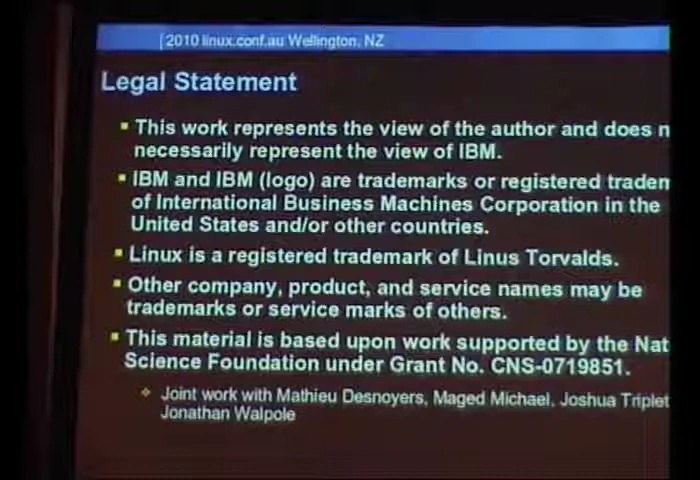 2010 linux.conf.au Wellington, NZ
Legal Statement
This work represents the view of the author and does n
necessarily represent the view of IBM.
IBM and IBM (logo) are trademarks or registered tradem
of International Business Machines Corporation in the
United States and/or other countries.
Linux is a registered trademark of Linus Torvalds.
Other company, product, and service names may be
trademarks or service marks of others.
This material is based upon work supported by the Nat
Science Foundation under Grant No. CNS-0719851.
Joint work with Mathieu Desnoyers, Maged Michael, Joshua Triplet
Jonathan Walpole